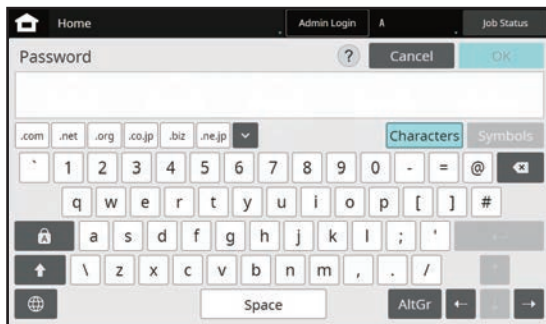 Home Admin Login A Job Status
Password ? Cancel OK
.com .net .org .co.jp .biz .ne.jp Characters Symbols
` 1 2 3 4 5 6 7 8 9 0 - = @
q w e r t y u i o p [ ] #
A a s d f g h j k l ; '
\ z x c v b n m , . /
Space AltGr